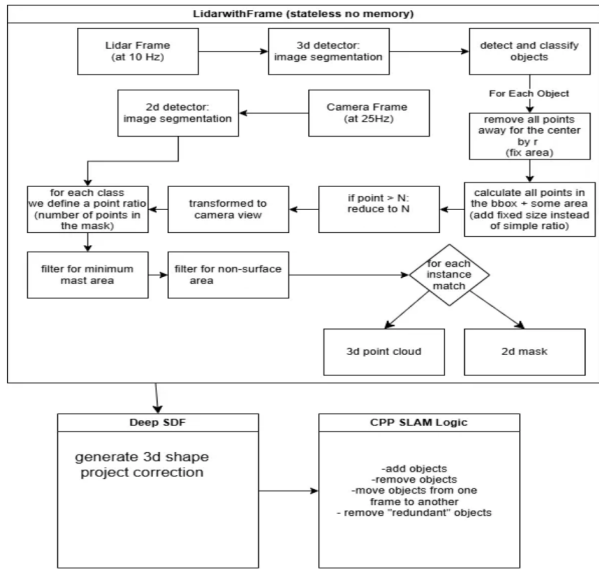 LidarwithFrame (stateless no memory)
Lidar Frame
(at 10 Hz)
3d detector:
image segmentation
detect and classify
objects
For Each Object
2d detector:
image segmentation
Camera Frame
(at 25Hz)
remove all points
away for the center
by r
(fix area)
for each class
we define a point ratio
(number of points in
the mask)
transformed to
camera view
if point > N:
reduce to N
calculate all points in
the bbox + some area
(add fixed size instead
of simple ratio)
filter for minimum
mast area
filter for non-surface
area
for each
instance
match
3d point cloud
2d mask
Deep SDF
generate 3d shape
project correction
CPP SLAM Logic
-add objects
-remove objects
-move objects from one
frame to another
- remove "redundant" objects